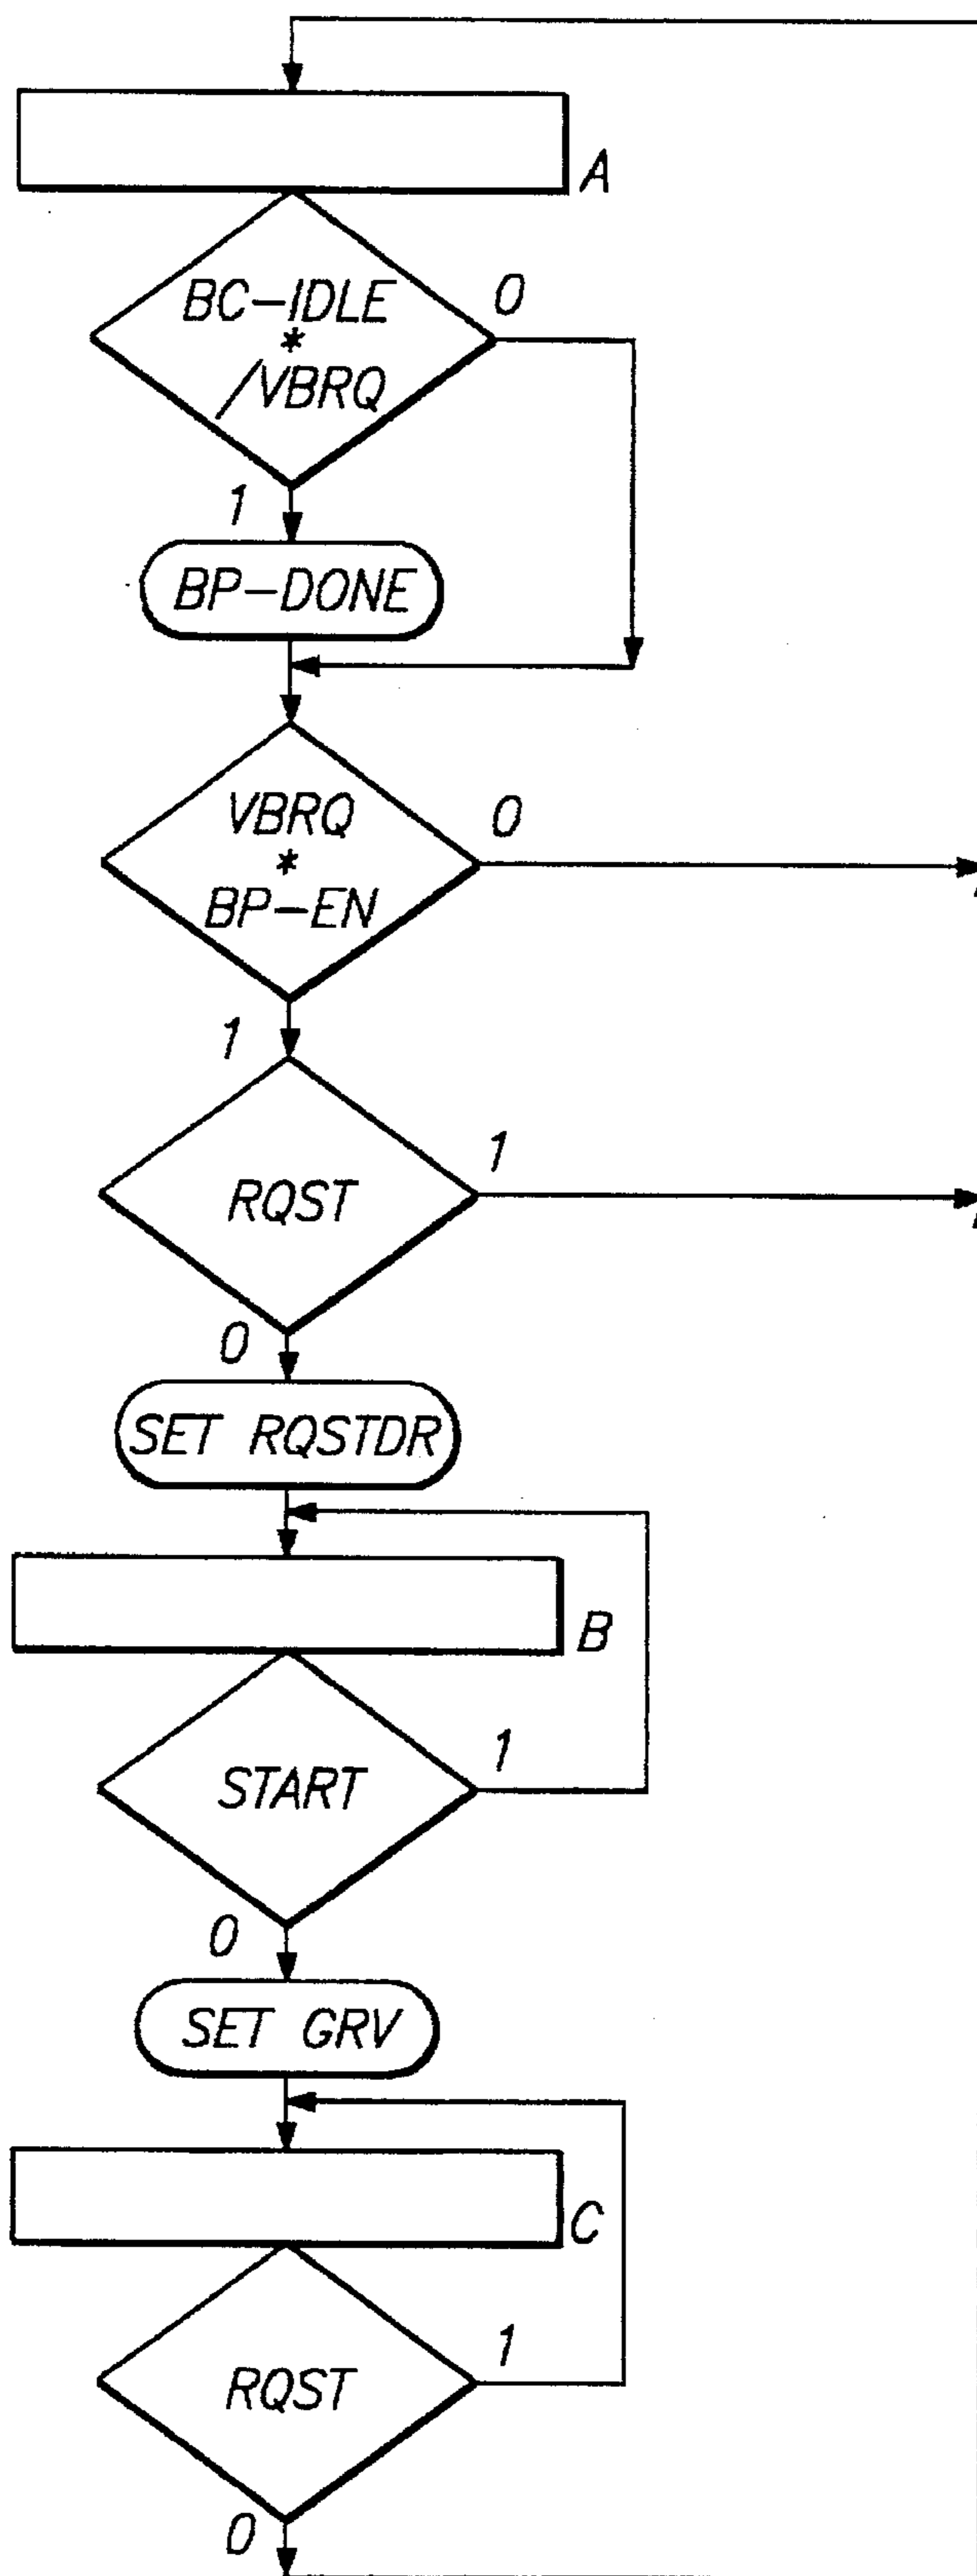 A
BC-IDLE
*
/VBRQ
0
1
BP-DONE
VBRQ
*
BP-EN
0
1
RQST
1
0
SET RQSTDR
B
START
1
0
SET GRV
C
RQST
1
0